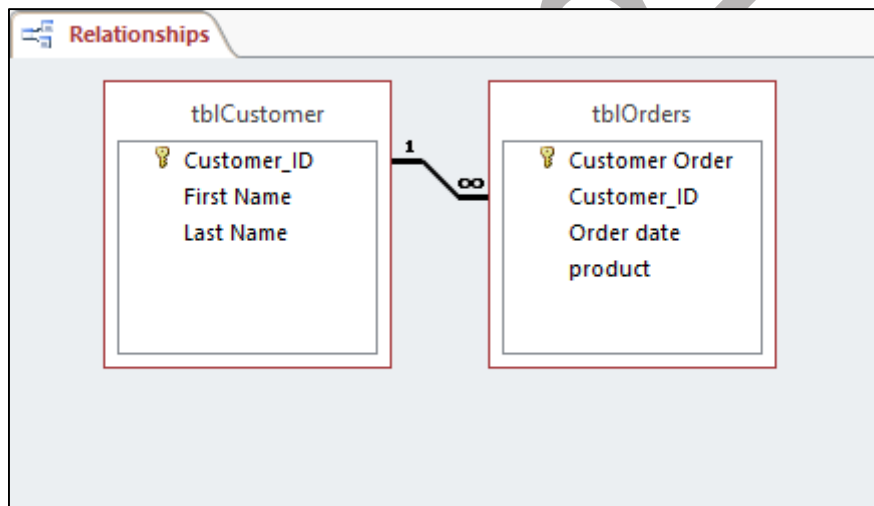 Relationships
tblCustomer
Customer_ID
First Name
Last Name
1
∞
tblOrders
Customer Order
Customer_ID
Order date
product